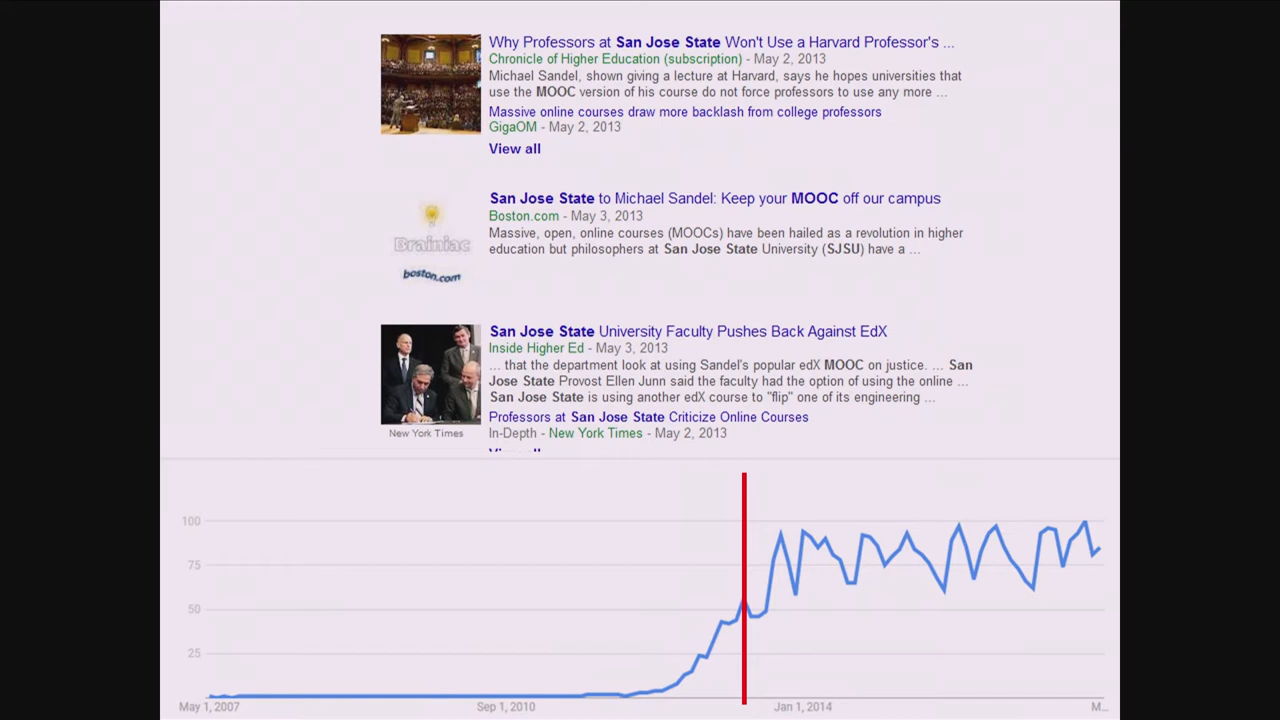 Why Professors at San Jose State Won't Use a Harvard Professor's ...
Chronicle of Higher Education (subscription) - May 2, 2013
Michael Sandel, shown giving a lecture at Harvard, says he hopes universities that
use the MOOC version of his course do not force professors to use any more ...
Massive online courses draw more backlash from college professors
GigaOM - May 2, 2013
View all
San Jose State to Michael Sandel: Keep your MOOC off our campus
Boston.com - May 3, 2013
Massive, open, online courses (MOOCs) have been hailed as a revolution in higher
education but philosophers at San Jose State University (SJSU) have a ...
Brainiac
boston.com
San Jose State University Faculty Pushes Back Against EdX
Inside Higher Ed - May 3, 2013
... that the department look at using Sandel's popular edX MOOC on justice. ... San
Jose State Provost Ellen Junn said the faculty had the option of using the online ...
San Jose State is using another edX course to "flip" one of its engineering ...
Professors at San Jose State Criticize Online Courses
In-Depth - New York Times - May 2, 2013
New York Times
100
75
50
25
May 1, 2007
Sep 1, 2010
Jan 1, 2014
M...